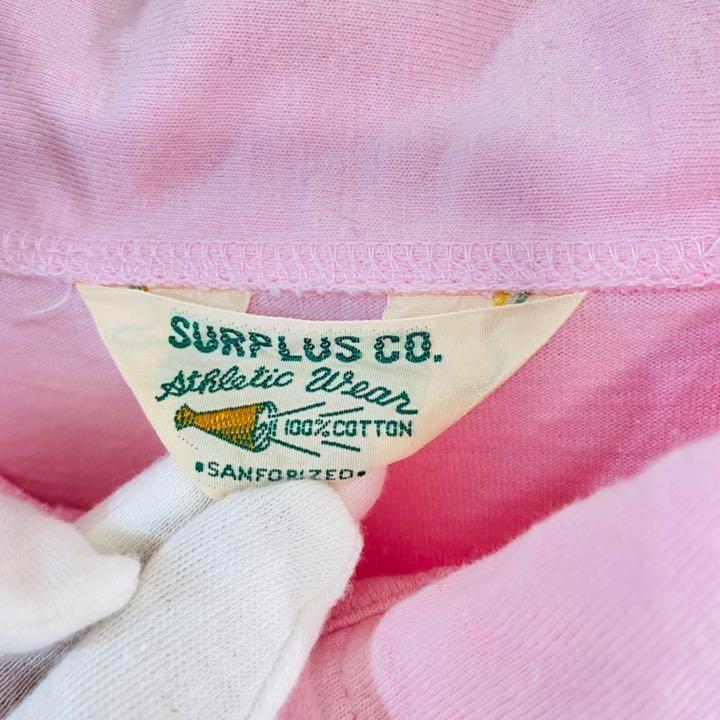 SURPLUS CO.
Athletic Wear
100% COTTON
•SANFORIZED•